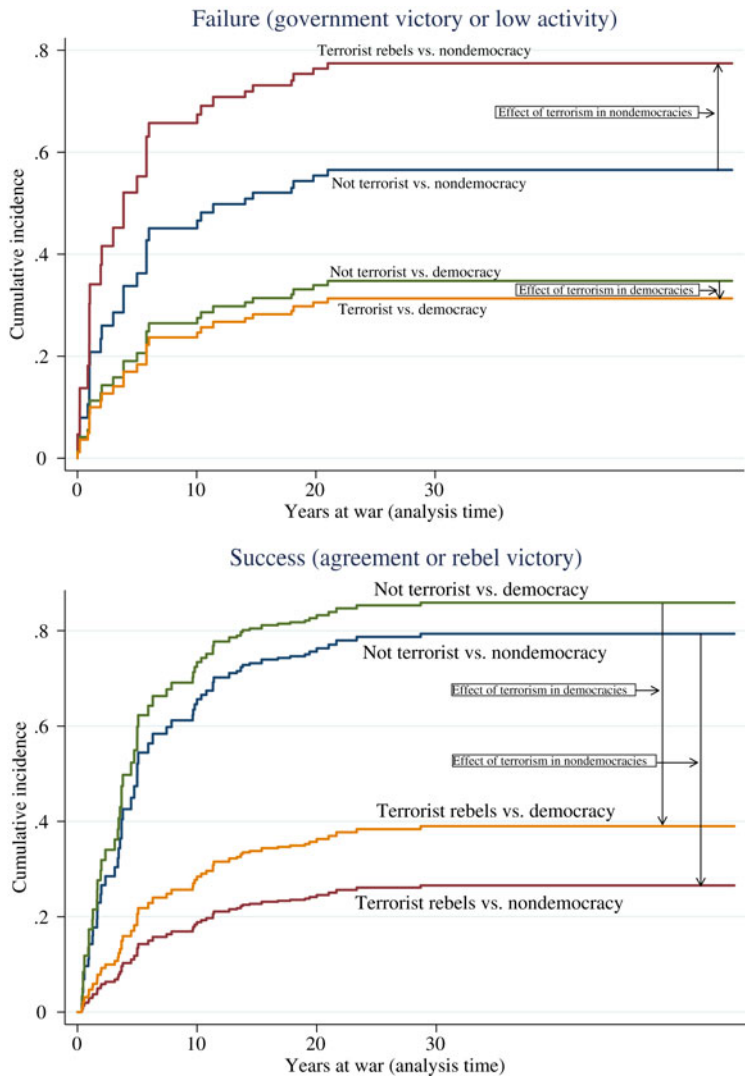 Failure (government victory or low activity)
Terrorist rebels vs. nondemocracy
.8
Effect of terrorism in nondemocracies
.6
Not terrorist vs. nondemocracy
.4
Not terrorist vs. democracy
Effect of terrorism in democracies
Terrorist vs. democracy
.2
0
Cumulative incidence
0 10 20 30
Years at war (analysis time)
Success (agreement or rebel victory)
Not terrorist vs. democracy
.8
Not terrorist vs. nondemocracy
Effect of terrorism in democracies
.6
Effect of terrorism in nondemocracies
Terrorist rebels vs. democracy
.4
Terrorist rebels vs. nondemocracy
.2
0
Cumulative incidence
0 10 20 30
Years at war (analysis time)